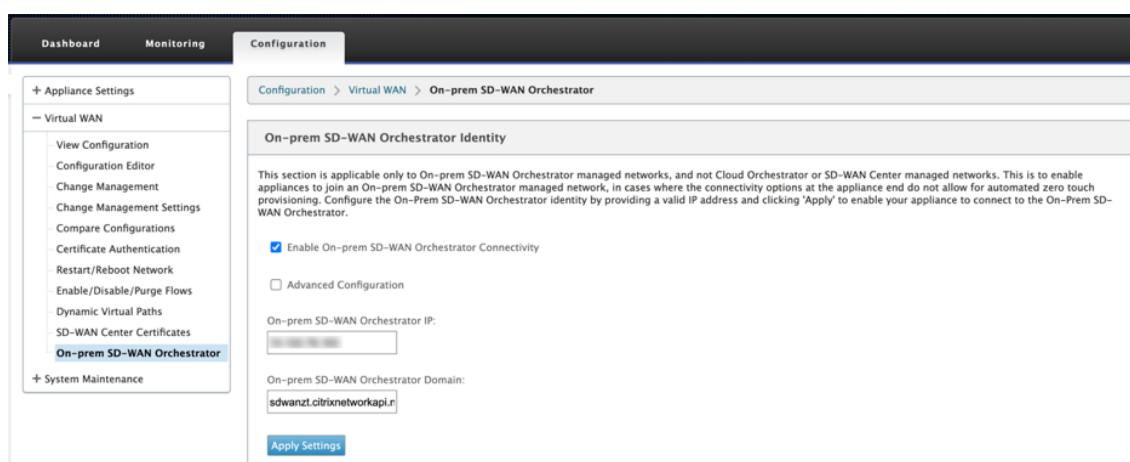 Dashboard Monitoring Configuration
+ Appliance Settings
− Virtual WAN
View Configuration
Configuration Editor
Change Management
Change Management Settings
Compare Configurations
Certificate Authentication
Restart/Reboot Network
Enable/Disable/Purge Flows
Dynamic Virtual Paths
SD-WAN Center Certificates
On-prem SD-WAN Orchestrator
+ System Maintenance
Configuration > Virtual WAN > On-prem SD-WAN Orchestrator
On-prem SD-WAN Orchestrator Identity
This section is applicable only to On-prem SD-WAN Orchestrator managed networks, and not Cloud Orchestrator or SD-WAN Center managed networks. This is to enable
appliances to join an On-prem SD-WAN Orchestrator managed network, in cases where the connectivity options at the appliance end do not allow for automated zero touch
provisioning. Configure the On-Prem SD-WAN Orchestrator identity by providing a valid IP address and clicking 'Apply' to enable your appliance to connect to the On-Prem SD-
WAN Orchestrator.
Enable On-prem SD-WAN Orchestrator Connectivity
Advanced Configuration
On-prem SD-WAN Orchestrator IP:
On-prem SD-WAN Orchestrator Domain:
sdwanzt.citrixnetworkapi.n
Apply Settings